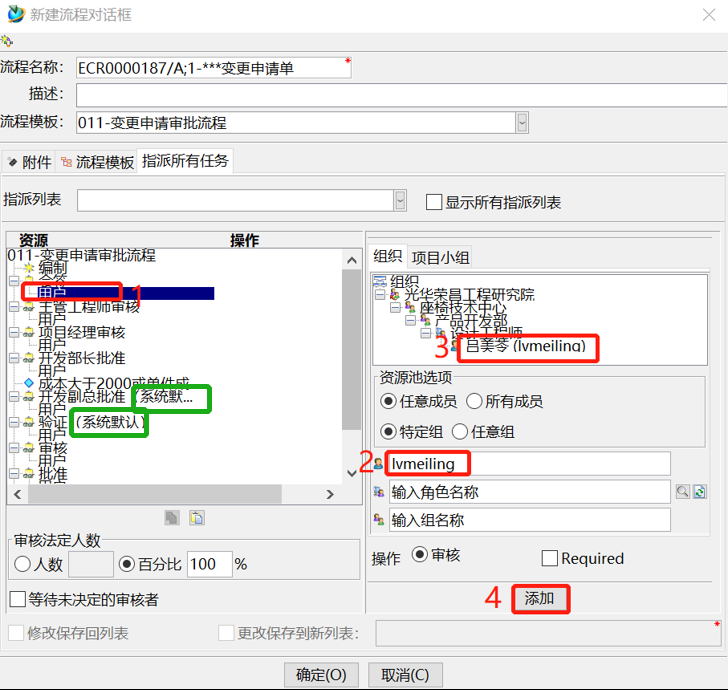 新建流程对话框
流程名称: ECR0000187/A;1-***变更申请单 *
描述:
流程模板: 011-变更申请审批流程
附件 流程模板 指派所有任务
指派列表 显示所有指派列表
资源 操作
011-变更申请审批流程
编制
会签
用户 1
主管工程师审核
用户
项目经理审核
用户
开发部长批准
用户
成本大于2000或单件成
开发副总批准 (系统默...
用户
验证 (系统默认)
用户
审核
用户
批准
用户
审核法定人数
人数 百分比 100 %
等待未决定的审核者
组织 项目小组
组织
光华荣昌工程研究院
座椅技术中心
产品开发部
设计工程师
3 (lvmeiling)
资源池选项
任意成员 所有成员
特定组 任意组
2 lvmeiling
输入角色名称
输入组名称
操作 审核 Required
4 添加
修改保存回列表 更改保存到新列表: *
确定(O) 取消(C)